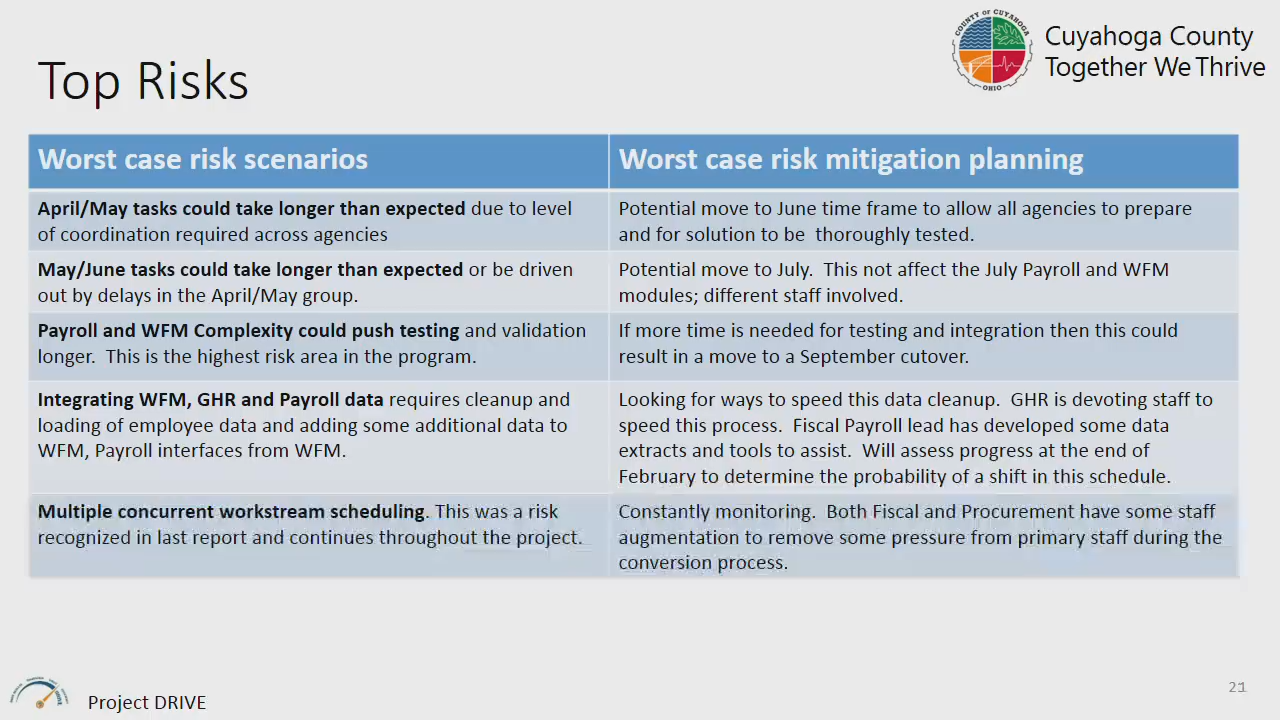 COUNTY OF CUYAHOGA
OHIO
Cuyahoga County
Together We Thrive
Top Risks
Worst case risk scenarios
Worst case risk mitigation planning
April/May tasks could take longer than expected due to level
of coordination required across agencies
Potential move to June time frame to allow all agencies to prepare
and for solution to be thoroughly tested.
May/June tasks could take longer than expected or be driven
out by delays in the April/May group.
Potential move to July. This not affect the July Payroll and WFM
modules; different staff involved.
Payroll and WFM Complexity could push testing and validation
longer. This is the highest risk area in the program.
If more time is needed for testing and integration then this could
result in a move to a September cutover.
Integrating WFM, GHR and Payroll data requires cleanup and
loading of employee data and adding some additional data to
WFM, Payroll interfaces from WFM.
Looking for ways to speed this data cleanup. GHR is devoting staff to
speed this process. Fiscal Payroll lead has developed some data
extracts and tools to assist. Will assess progress at the end of
February to determine the probability of a shift in this schedule.
Multiple concurrent workstream scheduling. This was a risk
recognized in last report and continues throughout the project.
Constantly monitoring. Both Fiscal and Procurement have some staff
augmentation to remove some pressure from primary staff during the
conversion process.
Project DRIVE
21